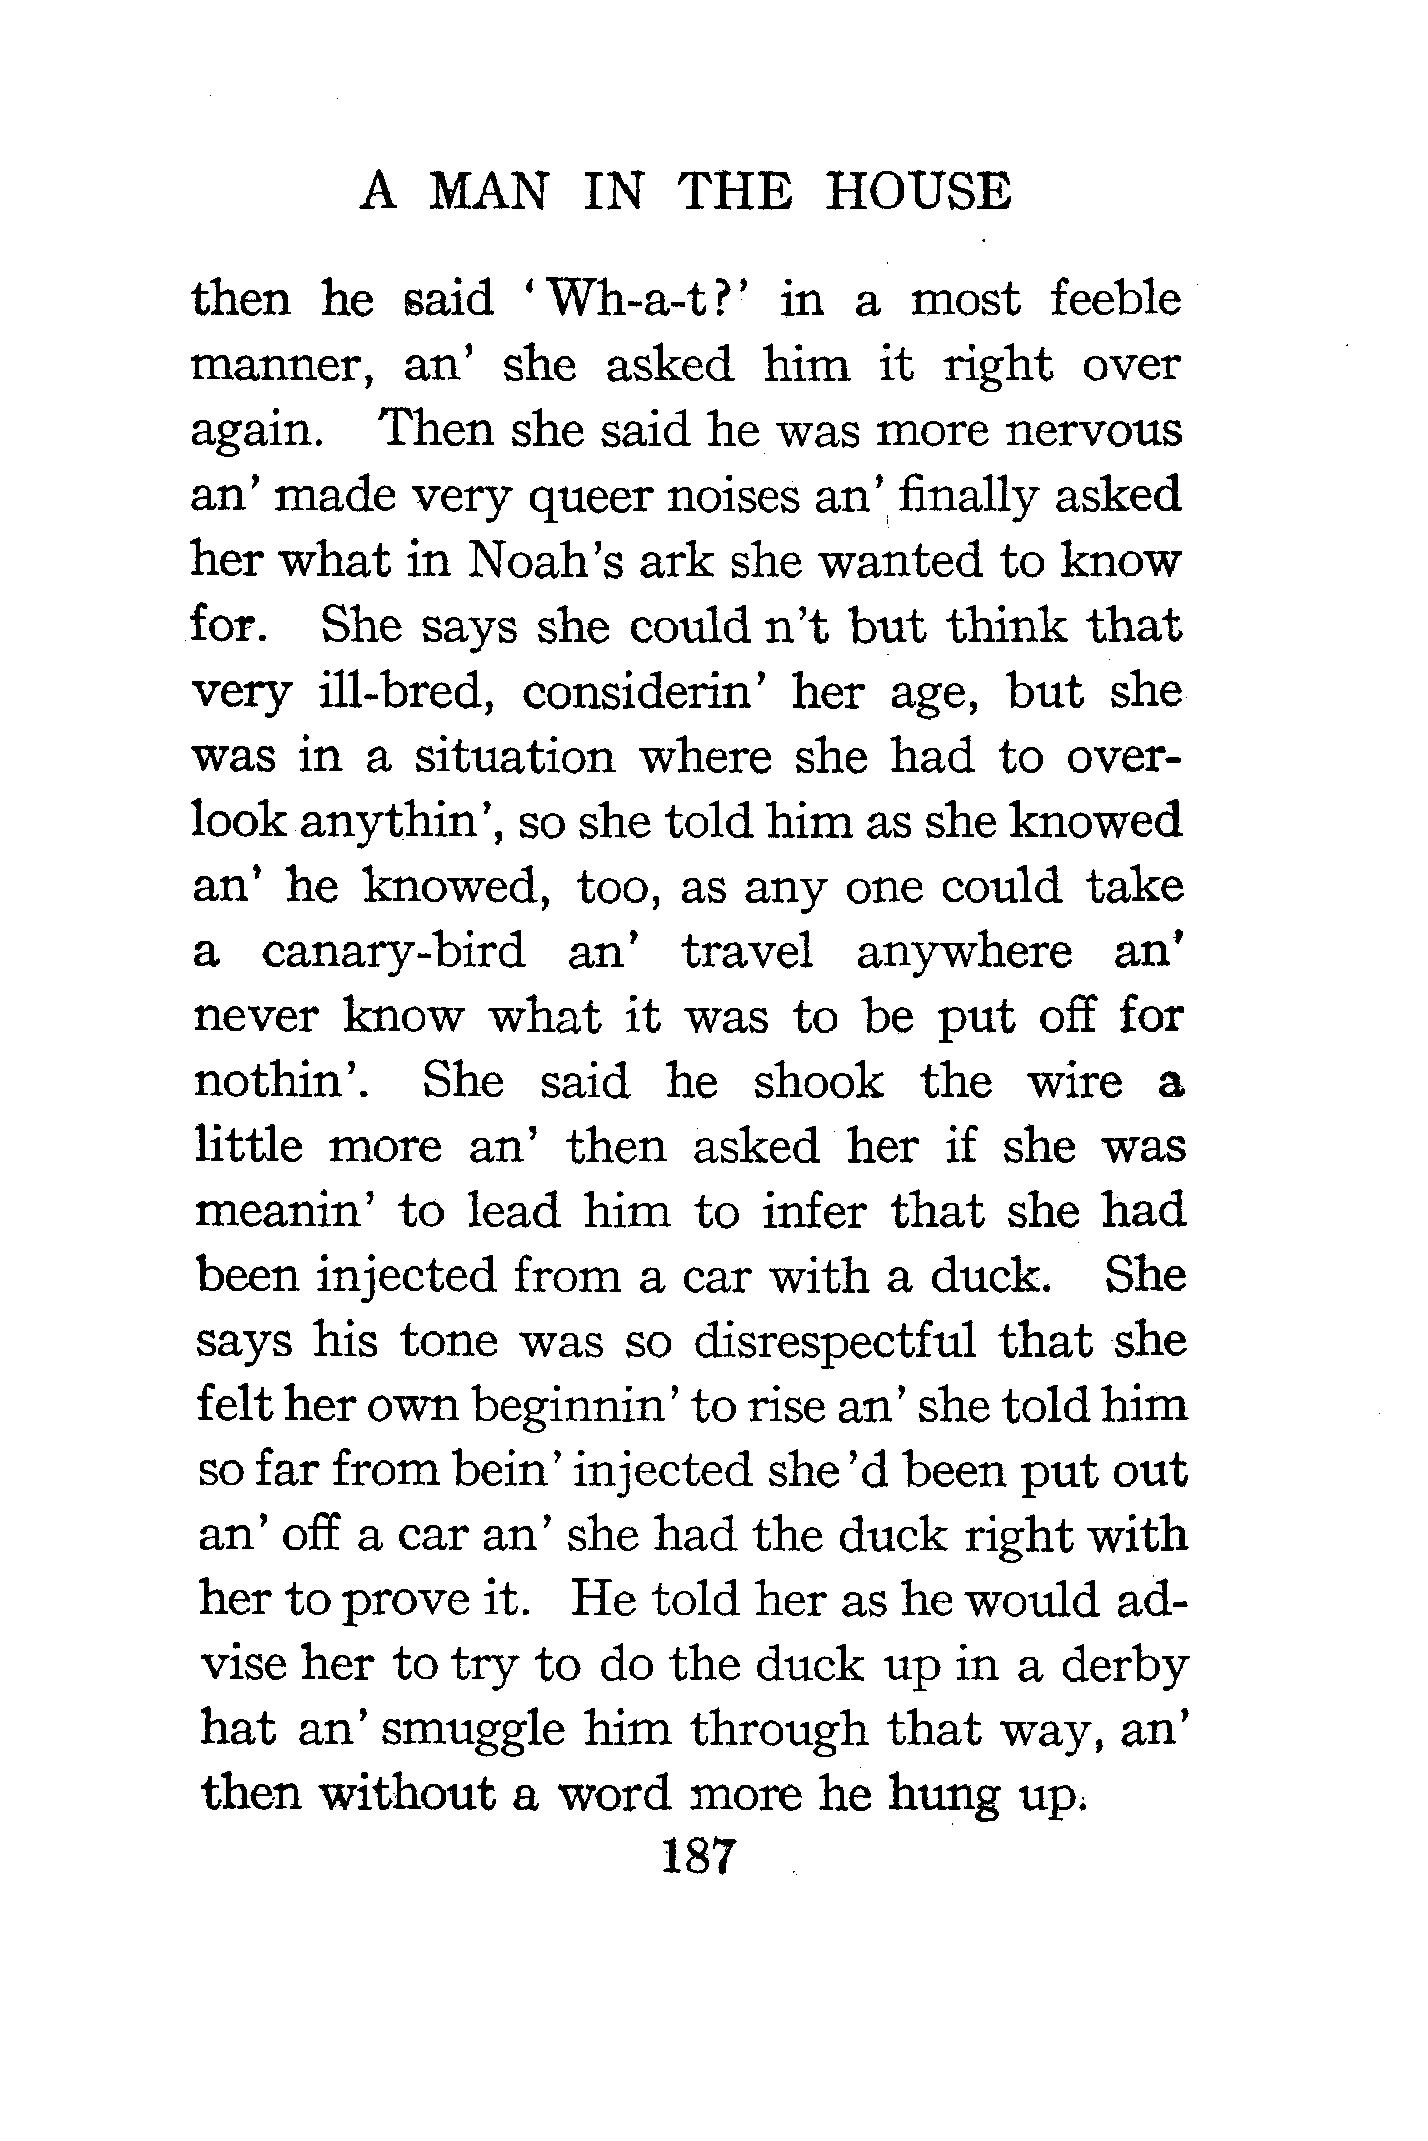 A MAN IN THE HOUSE
then he said ‘Wh-a-t?’ in a most feeble
manner, an’ she asked him it right over
again. Then she said he was more nervous
an’ made very queer noises an’ finally asked
her what in Noah’s ark she wanted to know
for. She says she could n’t but think that
very ill-bred, considerin’ her age, but she
was in a situation where she had to over-
look anythin’, so she told him as she knowed
an’ he knowed, too, as any one could take
a canary-bird an’ travel anywhere an’
never know what it was to be put off for
nothin’. She said he shook the wire a
little more an’ then asked her if she was
meanin’ to lead him to infer that she had
been injected from a car with a duck. She
says his tone was so disrespectful that she
felt her own beginnin’ to rise an’ she told him
so far from bein’ injected she ’d been put out
an’ off a car an’ she had the duck right with
her to prove it. He told her as he would ad-
vise her to try to do the duck up in a derby
hat an’ smuggle him through that way, an’
then without a word more he hung up.
187